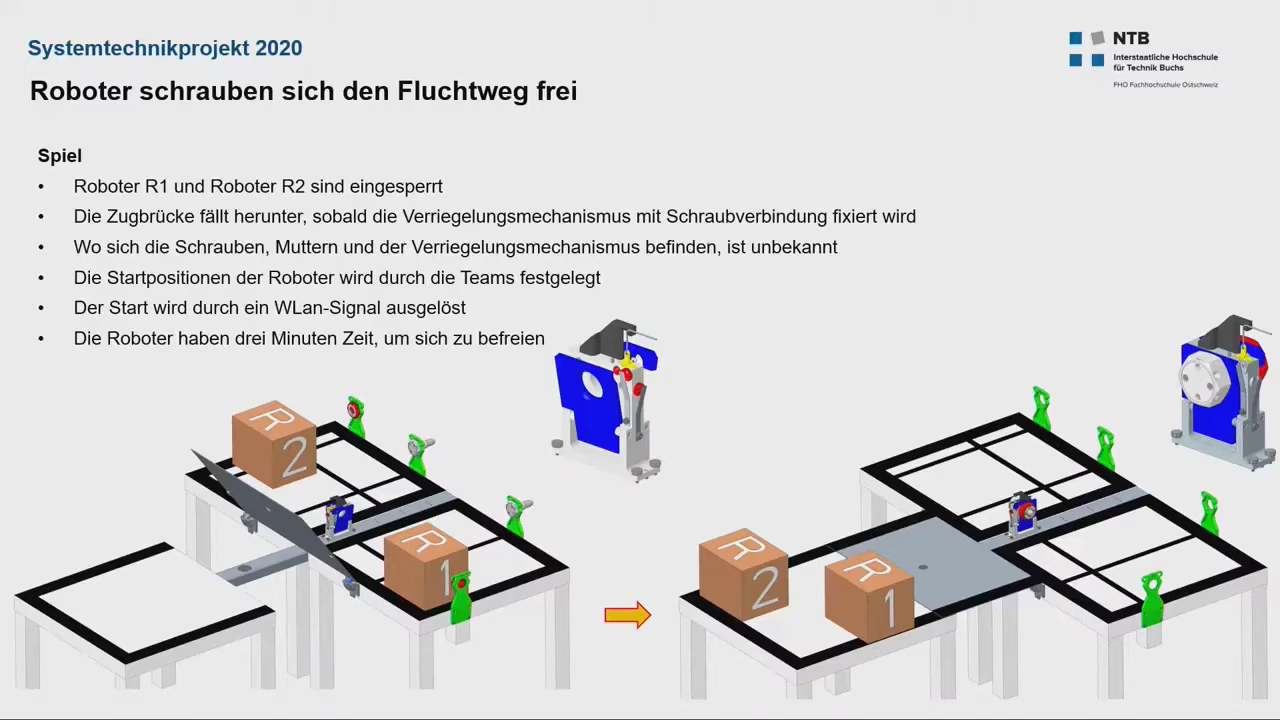 Systemtechnikprojekt 2020
NTB
Interstaatliche Hochschule
für Technik Buchs
FHO Fachhochschule Ostschweiz
Roboter schrauben sich den Fluchtweg frei
Spiel
• Roboter R1 und Roboter R2 sind eingesperrt
• Die Zugbrücke fällt herunter, sobald die Verriegelungsmechanismus mit Schraubverbindung fixiert wird
• Wo sich die Schrauben, Muttern und der Verriegelungsmechanismus befinden, ist unbekannt
• Die Startpositionen der Roboter wird durch die Teams festgelegt
• Der Start wird durch ein WLan-Signal ausgelöst
• Die Roboter haben drei Minuten Zeit, um sich zu befreien
R
2
R
1
R
2
R
1